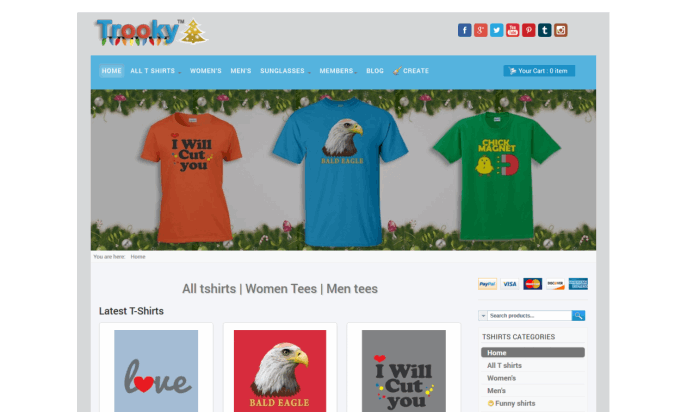 Trooky™
HOME ALL T SHIRTS WOMEN'S MEN'S SUNGLASSES MEMBERS BLOG CREATE Your Cart : 0 item
I Will
Cut
you
BALD EAGLE
CHICK
MAGNET
You are here: Home
All tshirts | Women Tees | Men tees
PayPal VISA MasterCard DISCOVER
Latest T-Shirts
Search products...
TSHIRTS CATEGORIES
Home
All T shirts
Women's
Men's
Funny shirts
love
BALD EAGLE
I Will
Cut
you